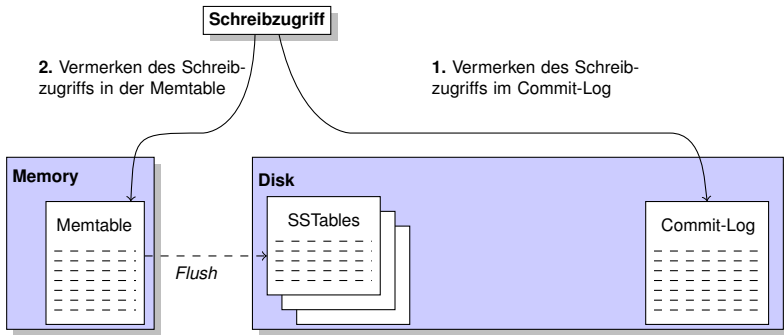 Schreibzugriff
2. Vermerken des Schreib-
zugriffs in der Memtable
1. Vermerken des Schreib-
zugriffs im Commit-Log
Memory
Disk
Memtable
SSTables
Commit-Log
Flush